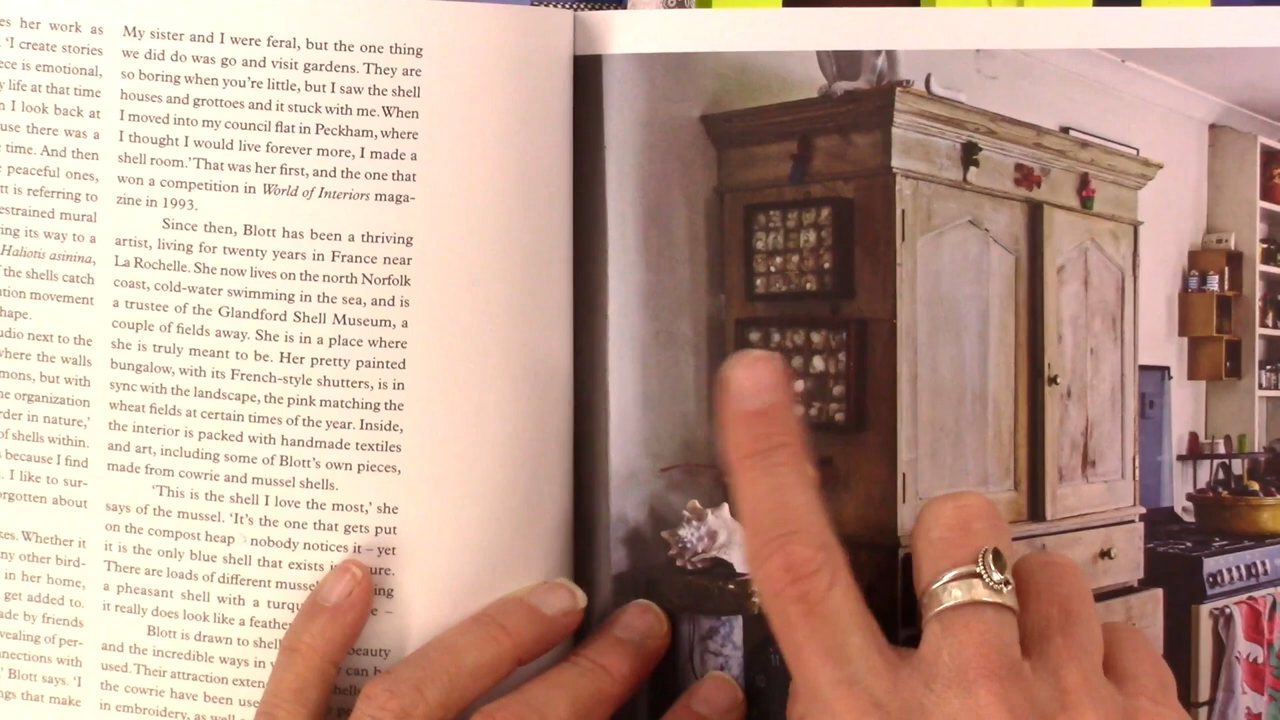 es her work as
'I create stories
ece is emotional,
y life at that time
n I look back at
use there was a
time. And then
peaceful ones,
tt is referring to
estrained mural
ing its way to a
Haliotis asinina,
f the shells catch
ution movement
hape.
udio next to the
where the walls
mons, but with
ne organization
rder in nature,'
of shells within.
s because I find
. I like to sur-
orgotten about
kes. Whether it
ny other bird-
in her home,
get added to.
ade by friends
vealing of per-
nnections with
' Blott says. 'I
ngs that make
My sister and I were feral, but the one thing
we did do was go and visit gardens. They are
so boring when you're little, but I saw the shell
houses and grottoes and it stuck with me. When
I moved into my council flat in Peckham, where
I thought I would live forever more, I made a
shell room.' That was her first, and the one that
won a competition in World of Interiors maga-
zine in 1993.
Since then, Blott has been a thriving
artist, living for twenty years in France near
La Rochelle. She now lives on the north Norfolk
coast, cold-water swimming in the sea, and is
a trustee of the Glandford Shell Museum, a
couple of fields away. She is in a place where
she is truly meant to be. Her pretty painted
bungalow, with its French-style shutters, is in
sync with the landscape, the pink matching the
wheat fields at certain times of the year. Inside,
the interior is packed with handmade textiles
and art, including some of Blott's own pieces,
made from cowrie and mussel shells.
'This is the shell I love the most,' she
says of the mussel. 'It's the one that gets put
on the compost heap – nobody notices it – yet
it is the only blue shell that exists in ure.
There are loads of different mussel ing
a pheasant shell with a turqu e –
it really does look like a feather
Blott is drawn to shell beauty
and the incredible ways in can b
used. Their attraction exten hells
the cowrie have been use
in embroidery, as well